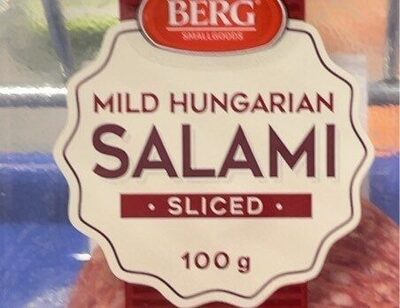 BERG
SMALLGOODS
MILD HUNGARIAN
SALAMI
• SLICED •
100 g